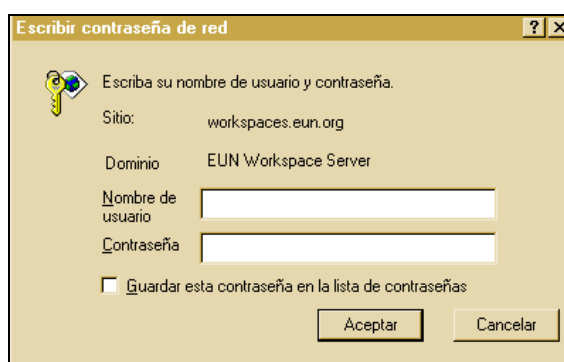 Escribir contraseña de red
Escriba su nombre de usuario y contraseña.
Sitio: workspaces.eun.org
Dominio EUN Workspace Server
Nombre de
usuario
Contraseña
Guardar esta contraseña en la lista de contraseñas
Aceptar Cancelar